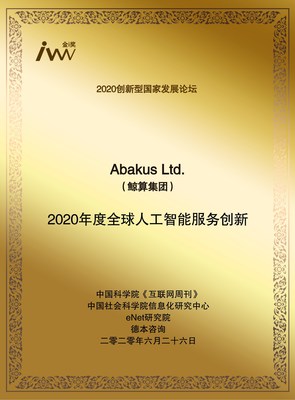 金i奖
iw
2020创新型国家发展论坛
Abakus Ltd.
（鲸算集团）
2020年度全球人工智能服务创新
中国科学院《互联网周刊》
中国社会科学院信息化研究中心
eNet研究院
德本咨询
二零二零年六月二十六日